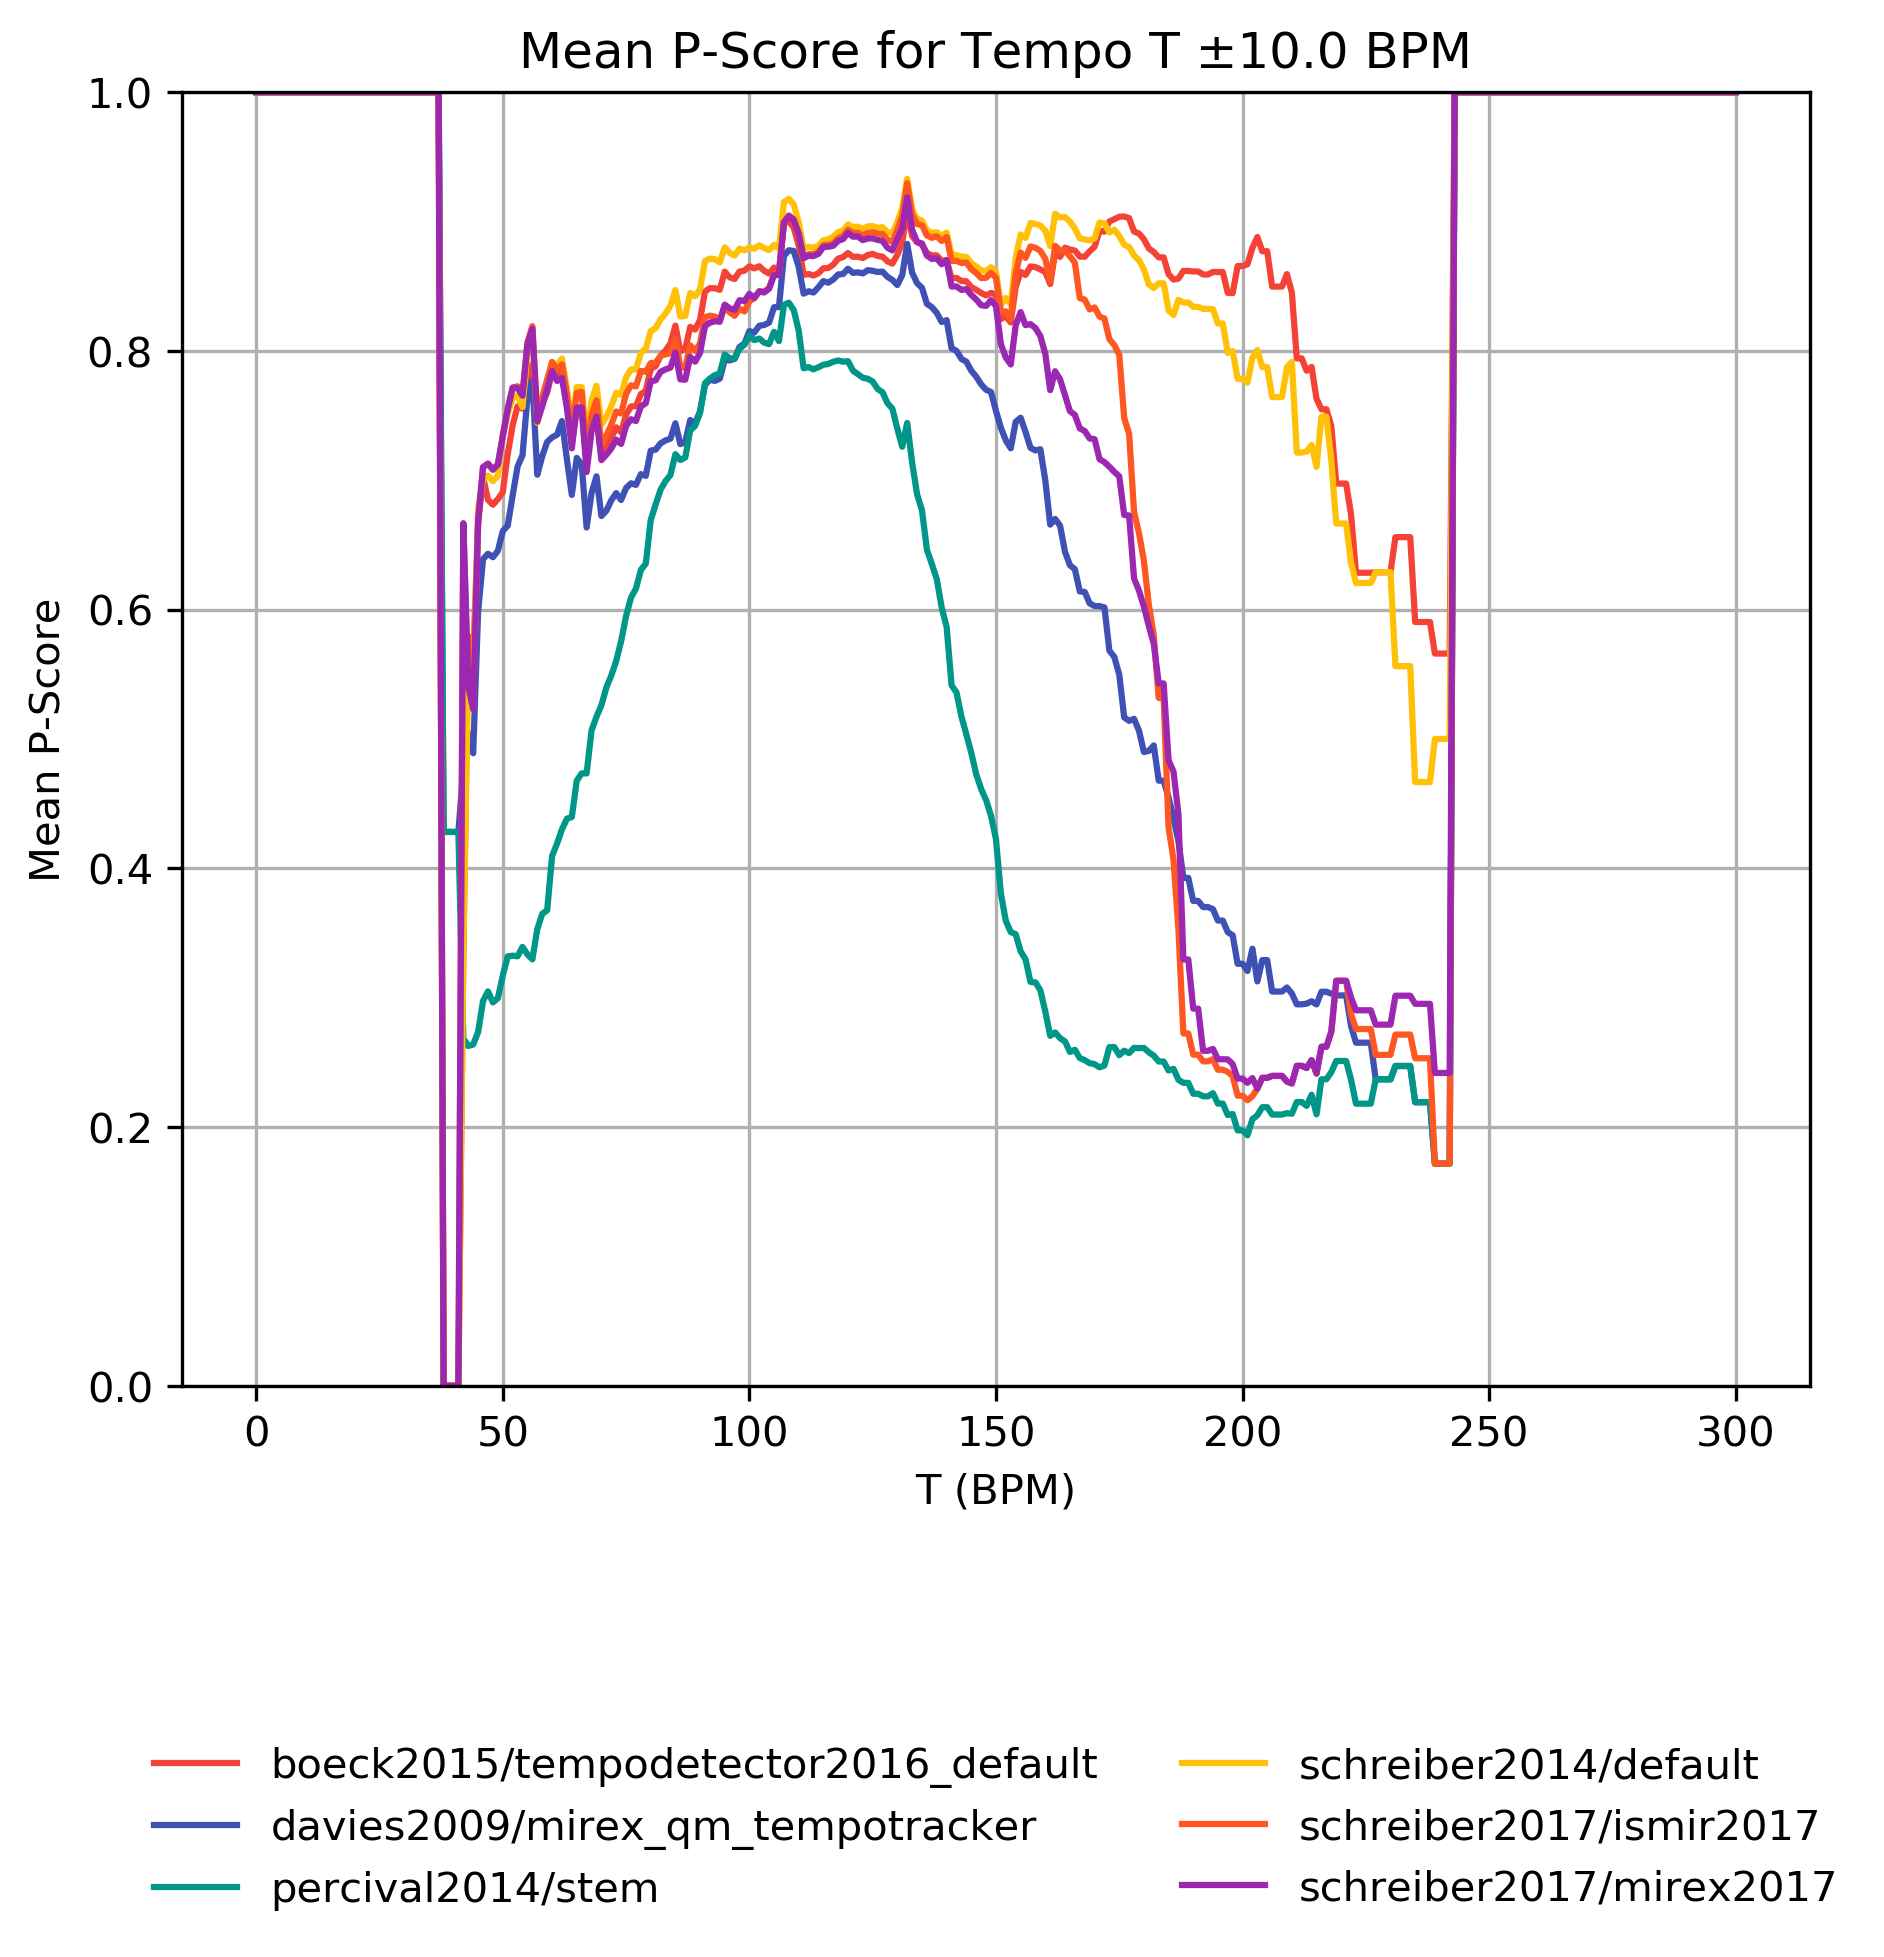 Mean P-Score for Tempo T ±10.0 BPM
Mean P-Score
1.0
0.8
0.6
0.4
0.2
0.0
0 50 100 150 200 250 300
T (BPM)
boeck2015/tempodetector2016_default
davies2009/mirex_qm_tempotracker
percival2014/stem
schreiber2014/default
schreiber2017/ismir2017
schreiber2017/mirex2017